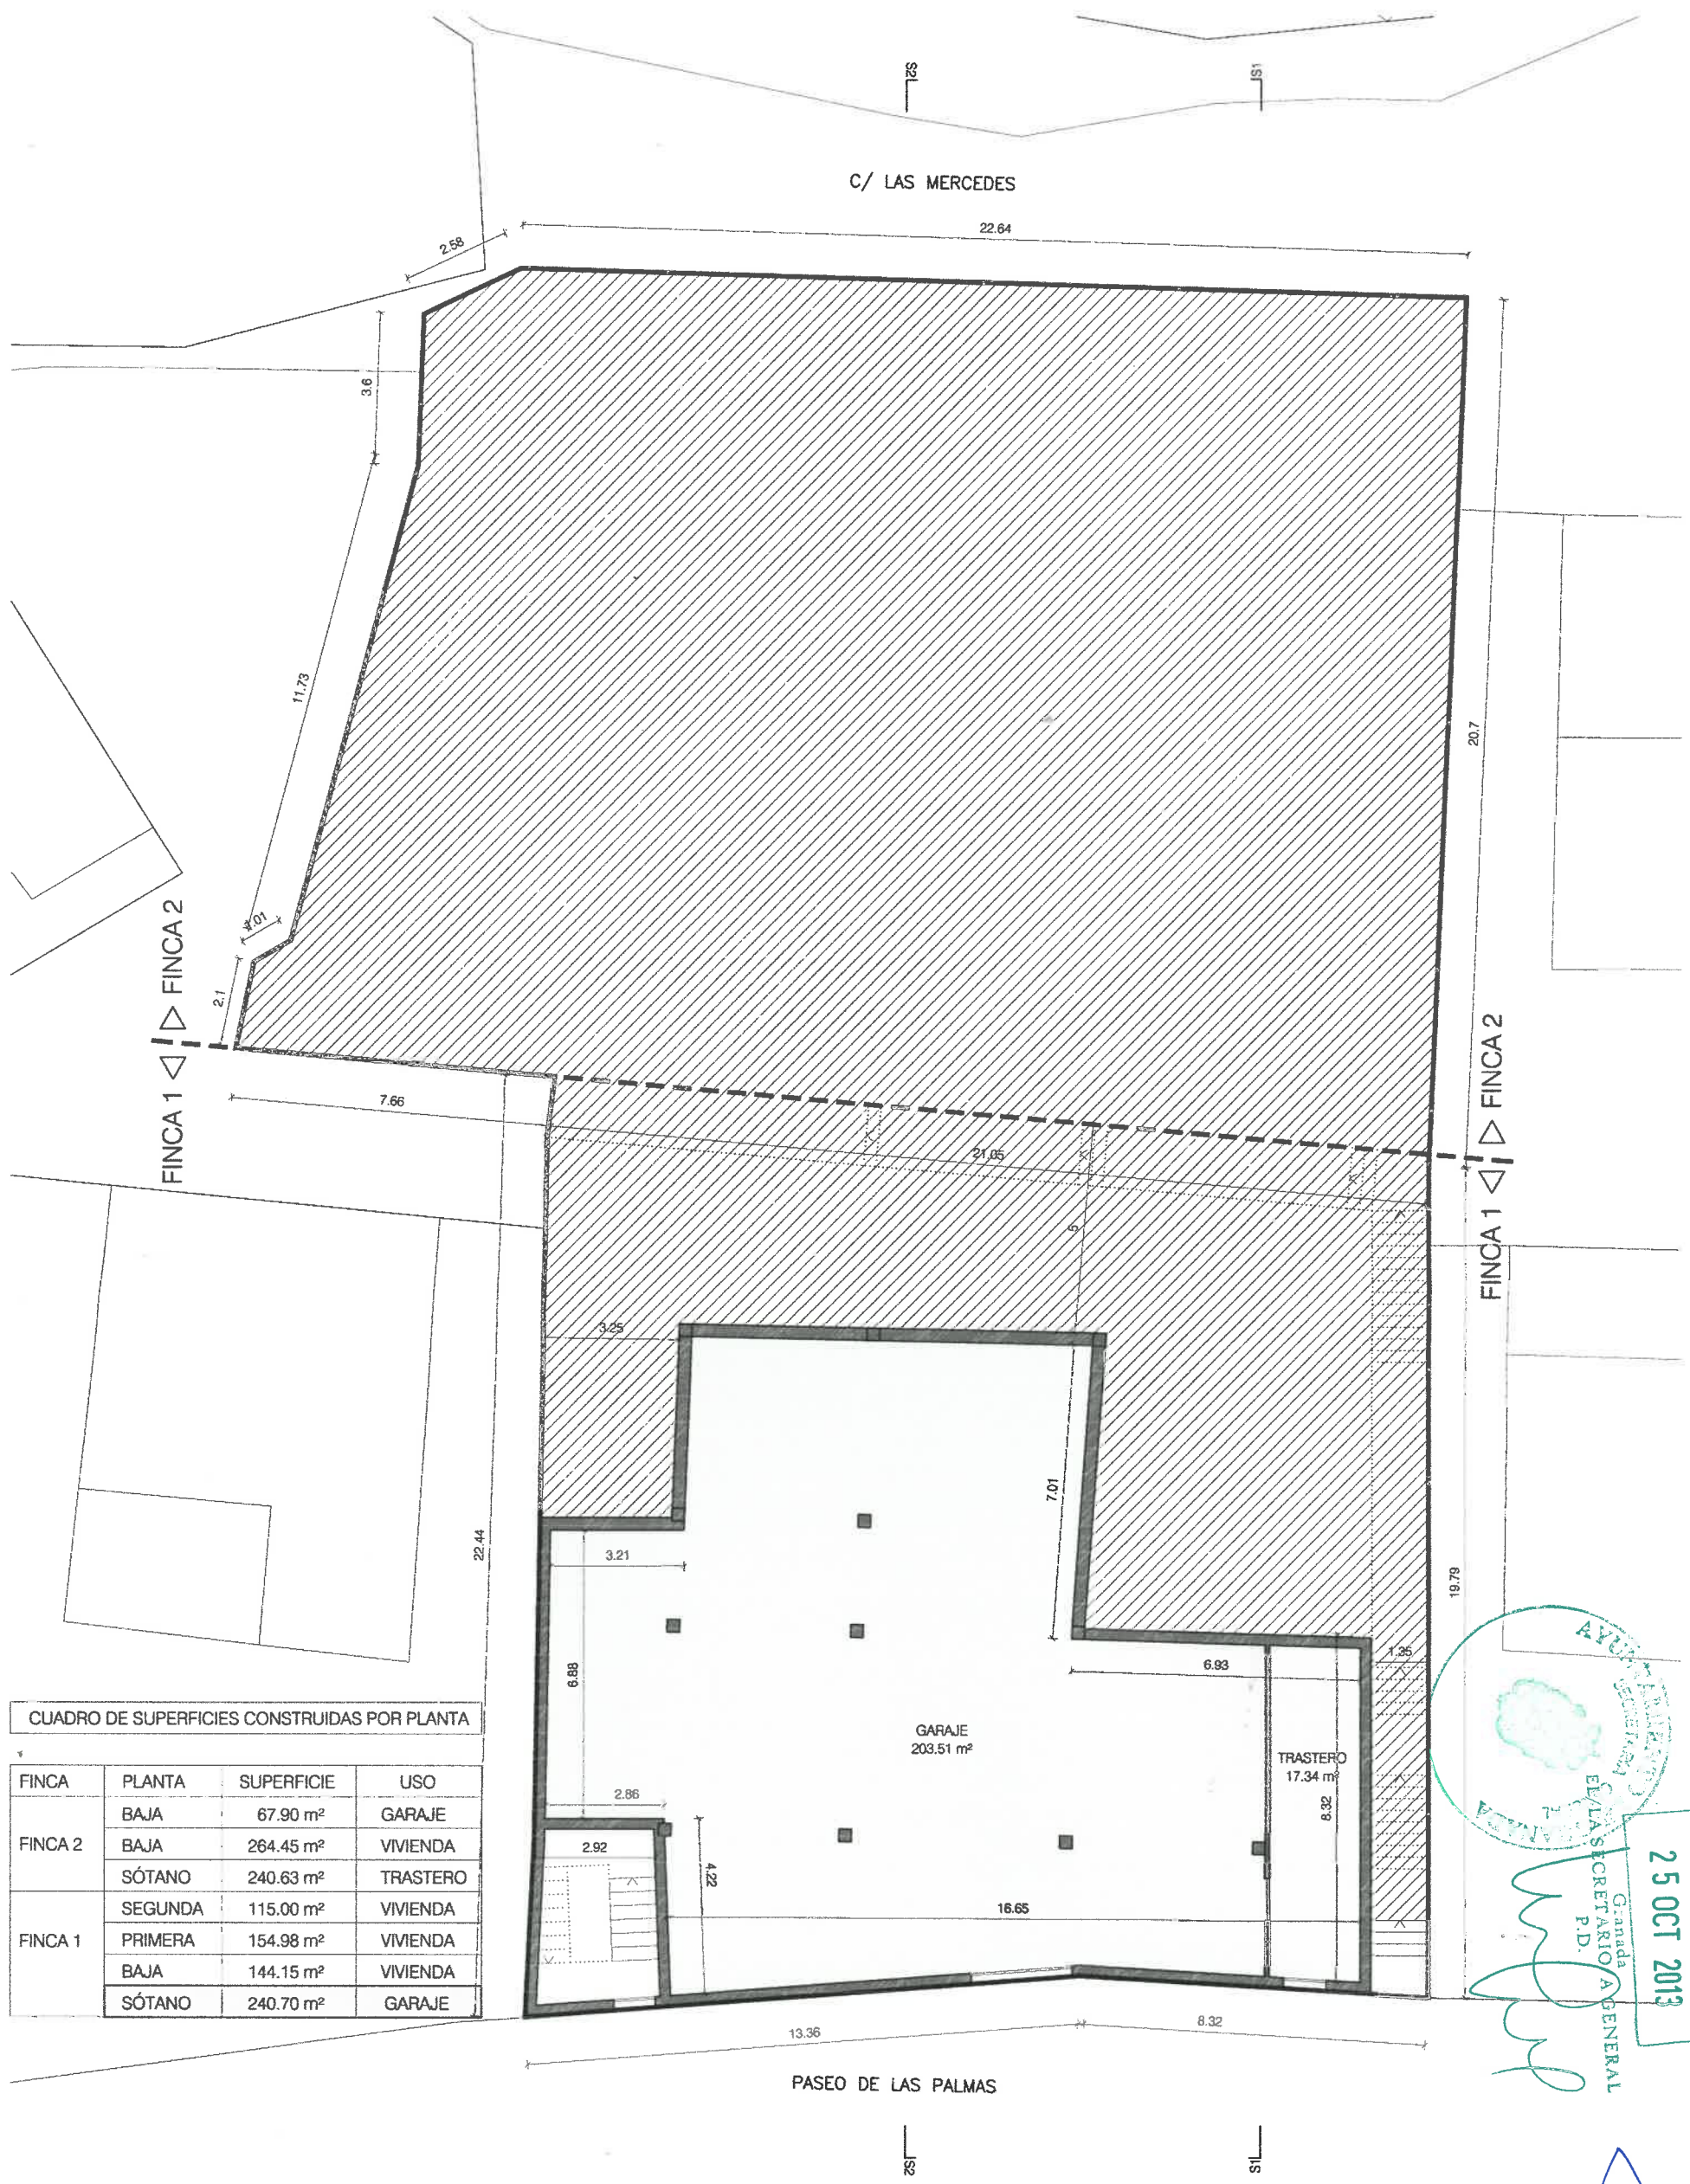 S2
S1
C/ LAS MERCEDES
22.64
2.58
3.6
11.73
20.7
1.01
2.1
FINCA 1 ◁ ▷ FINCA 2
7.66
21.05
5
FINCA 1 ◁ ▷ FINCA 2
3.25
7.01
22.44
3.21
19.79
6.88
6.93
1.35
GARAJE
203.51 m²
TRASTERO
17.34 m²
8.32
2.86
2.92
4.22
16.65
13.36
8.32
PASEO DE LAS PALMAS
S2
S1
CUADRO DE SUPERFICIES CONSTRUIDAS POR PLANTA
FINCA PLANTA SUPERFICIE USO
FINCA 2
BAJA 67.90 m² GARAJE
BAJA 264.45 m² VIVIENDA
SÓTANO 240.63 m² TRASTERO
FINCA 1
SEGUNDA 115.00 m² VIVIENDA
PRIMERA 154.98 m² VIVIENDA
BAJA 144.15 m² VIVIENDA
SÓTANO 240.70 m² GARAJE
25 OCT 2013
Granada
EL/LA SECRETARIO/A GENERAL
P.D.